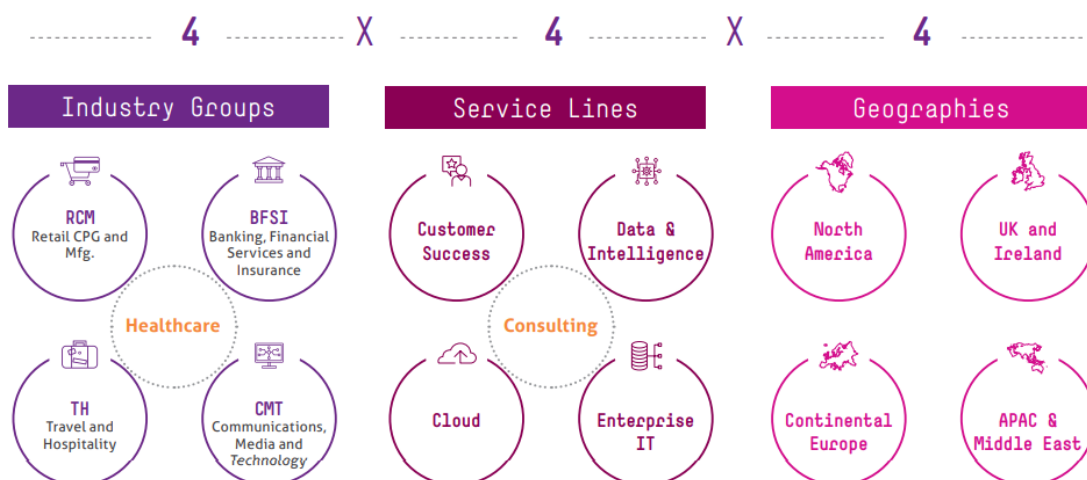 4 X 4 X 4
Industry Groups
Service Lines
Geographies
RCM
Retail CPG and
Mfg.
BFSI
Banking, Financial
Services and
Insurance
Healthcare
TH
Travel and
Hospitality
CMT
Communications,
Media and
Technology
Customer
Success
Data &
Intelligence
Consulting
Cloud
Enterprise
IT
North
America
UK and
Ireland
Continental
Europe
APAC &
Middle East